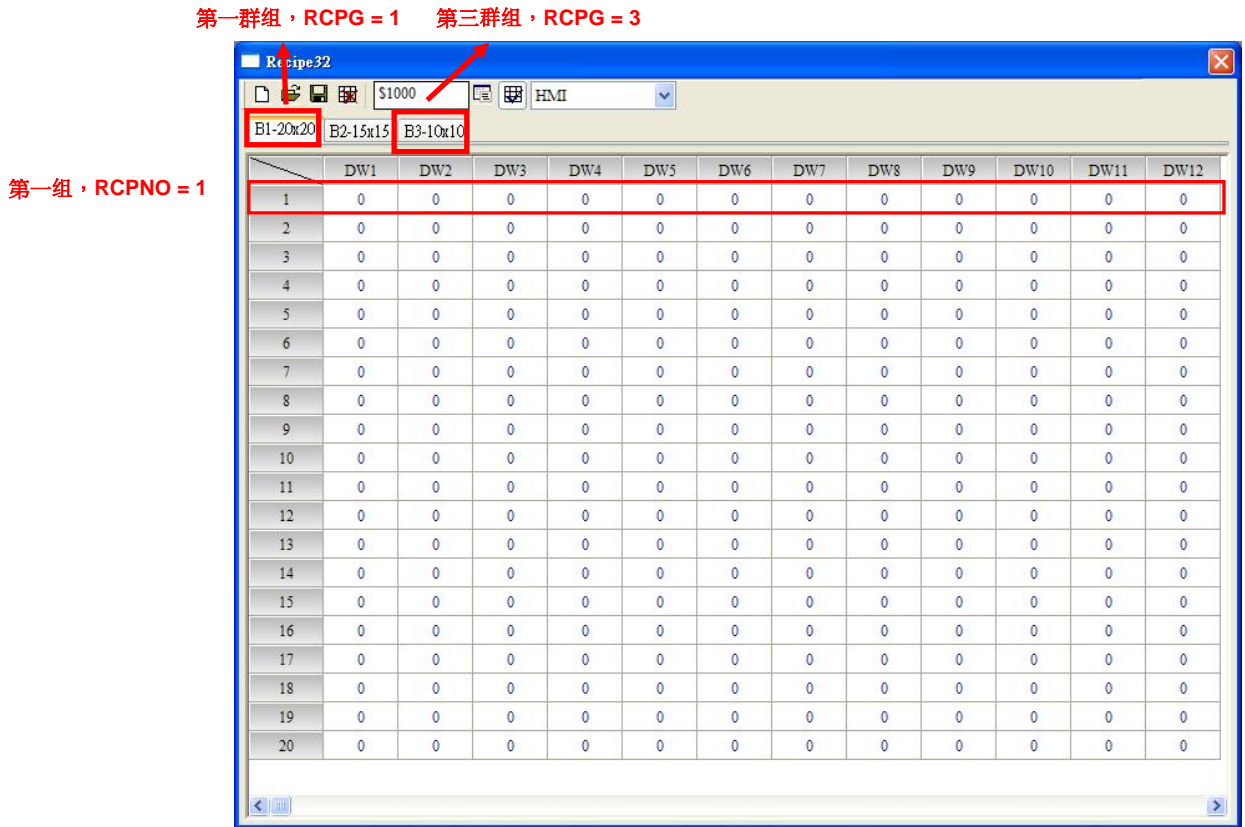 第一群组，RCPG = 1 第三群组，RCPG = 3
Recipe32
$1000 HMI
B1-20x20 B2-15x15 B3-10x10
DW1 DW2 DW3 DW4 DW5 DW6 DW7 DW8 DW9 DW10 DW11 DW12
第一组，RCPNO = 1
1 0 0 0 0 0 0 0 0 0 0 0 0
2 0 0 0 0 0 0 0 0 0 0 0 0
3 0 0 0 0 0 0 0 0 0 0 0 0
4 0 0 0 0 0 0 0 0 0 0 0 0
5 0 0 0 0 0 0 0 0 0 0 0 0
6 0 0 0 0 0 0 0 0 0 0 0 0
7 0 0 0 0 0 0 0 0 0 0 0 0
8 0 0 0 0 0 0 0 0 0 0 0 0
9 0 0 0 0 0 0 0 0 0 0 0 0
10 0 0 0 0 0 0 0 0 0 0 0 0
11 0 0 0 0 0 0 0 0 0 0 0 0
12 0 0 0 0 0 0 0 0 0 0 0 0
13 0 0 0 0 0 0 0 0 0 0 0 0
14 0 0 0 0 0 0 0 0 0 0 0 0
15 0 0 0 0 0 0 0 0 0 0 0 0
16 0 0 0 0 0 0 0 0 0 0 0 0
17 0 0 0 0 0 0 0 0 0 0 0 0
18 0 0 0 0 0 0 0 0 0 0 0 0
19 0 0 0 0 0 0 0 0 0 0 0 0
20 0 0 0 0 0 0 0 0 0 0 0 0